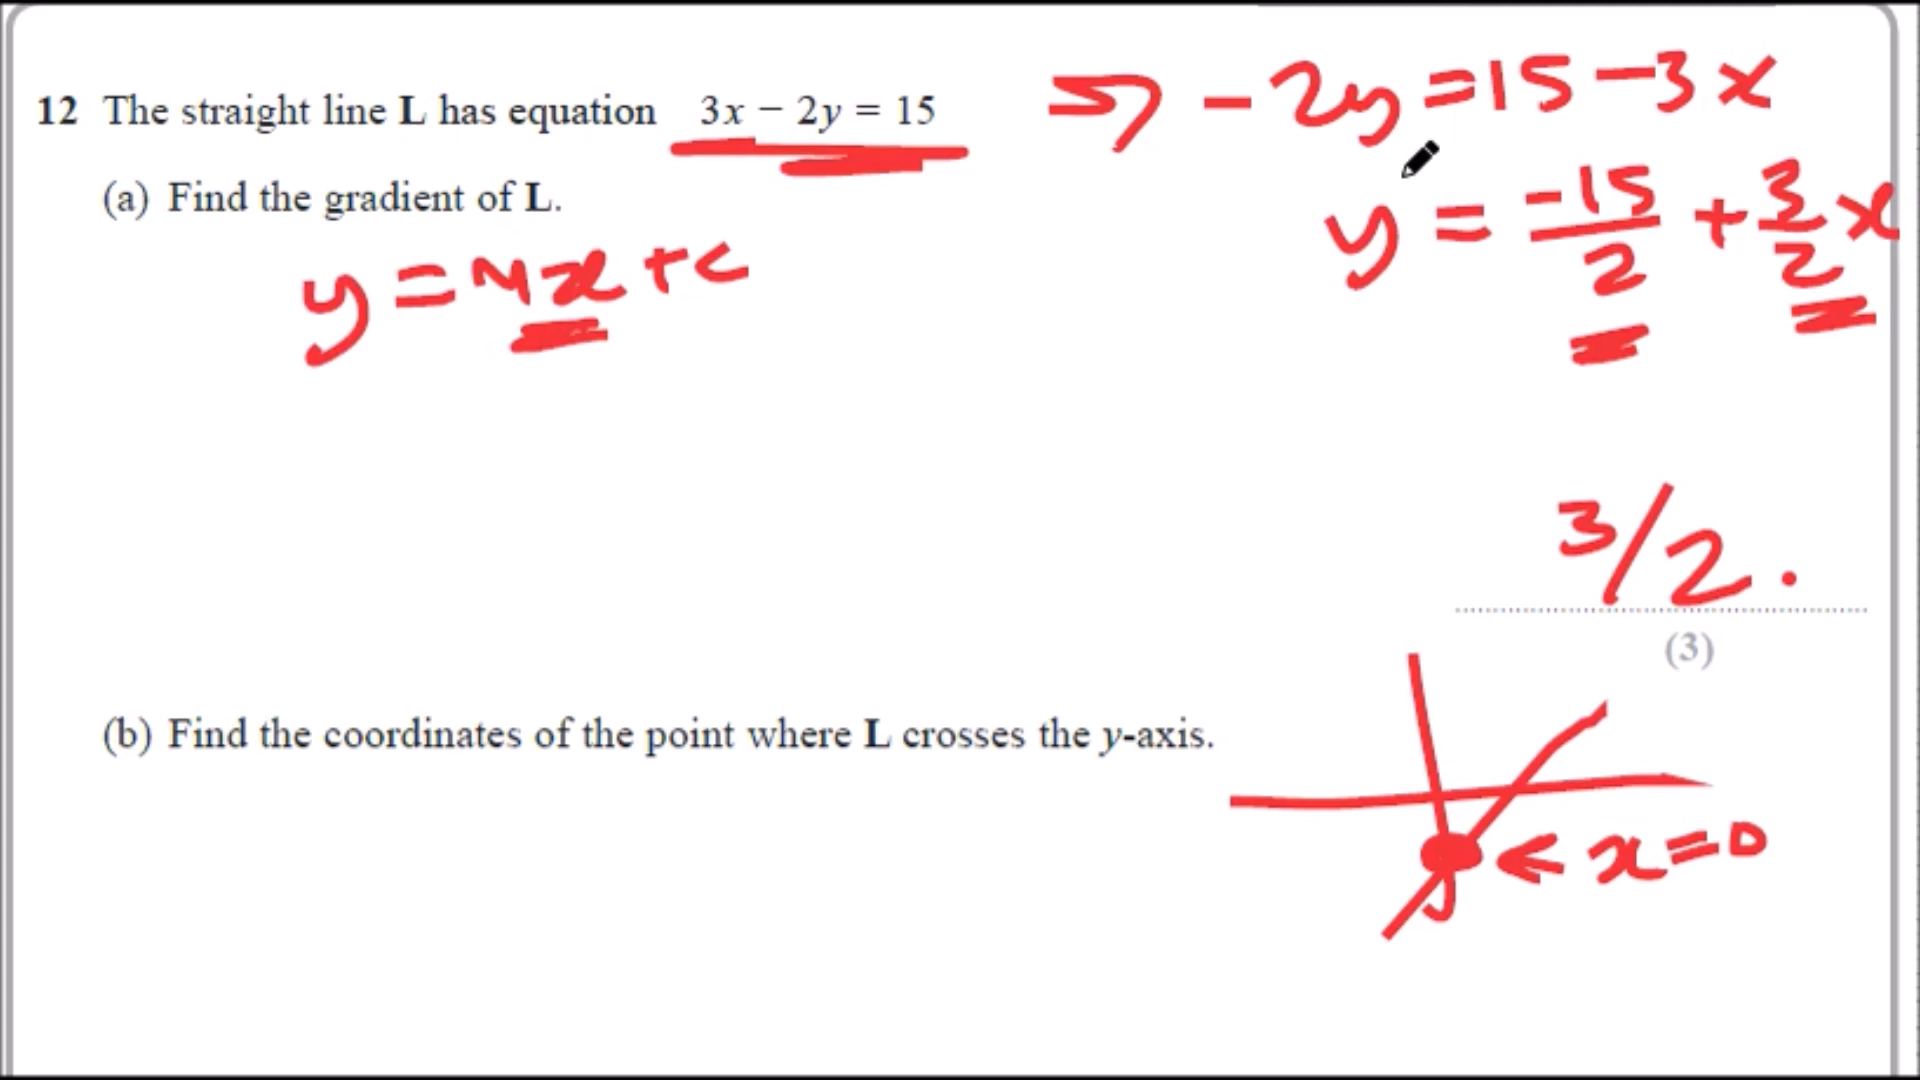 12 The straight line L has equation 3x − 2y = 15 ⇒ -2y = 15 - 3x
(a) Find the gradient of L.
y = -15/2 + 3/2 x
y = mx + c
3/2.
(3)
(b) Find the coordinates of the point where L crosses the y-axis.
← x = 0